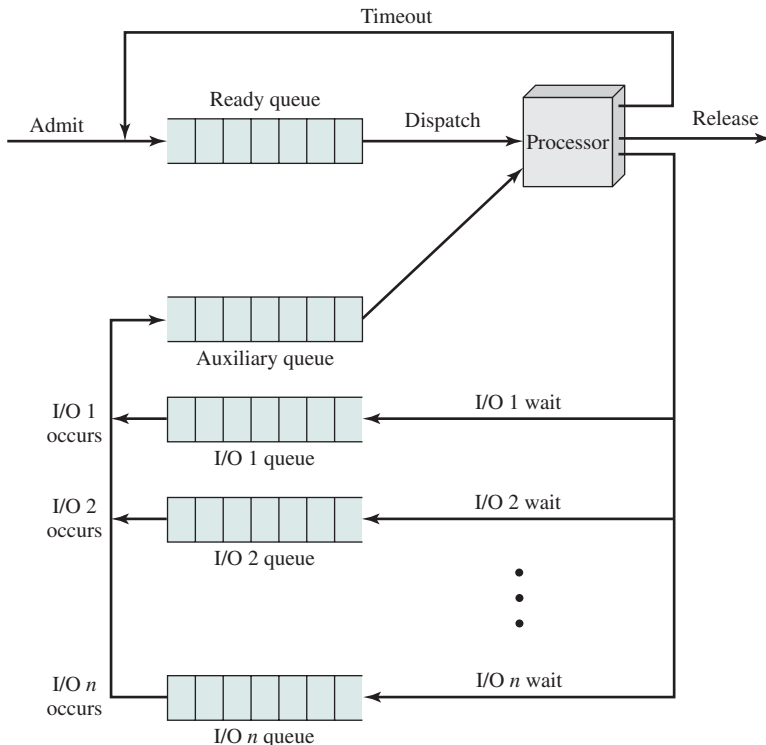 Timeout
Ready queue
Admit
Dispatch
Processor
Release
Auxiliary queue
I/O 1
occurs
I/O 1 wait
I/O 1 queue
I/O 2
occurs
I/O 2 wait
I/O 2 queue
I/O n
occurs
I/O n wait
I/O n queue